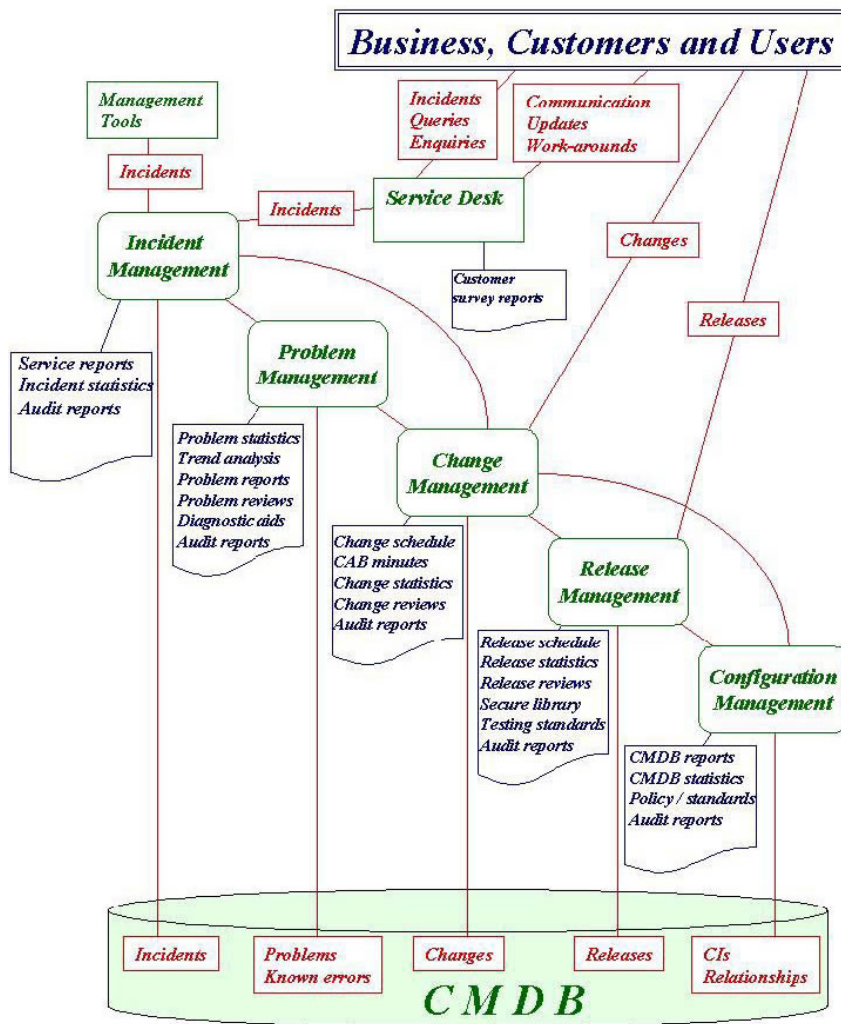 Business, Customers and Users
Management
Tools
Incidents
Queries
Enquiries
Communication
Updates
Work-arounds
Incidents
Incidents
Service Desk
Incident
Management
Changes
Customer
survey reports
Releases
Service reports
Incident statistics
Audit reports
Problem
Management
Problem statistics
Trend analysis
Problem reports
Problem reviews
Diagnostic aids
Audit reports
Change
Management
Change schedule
CAB minutes
Change statistics
Change reviews
Audit reports
Release
Management
Release schedule
Release statistics
Release reviews
Secure library
Testing standards
Audit reports
Configuration
Management
CMDB reports
CMDB statistics
Policy / standards
Audit reports
Incidents
Problems
Known errors
Changes
Releases
CIs
Relationships
C M D B